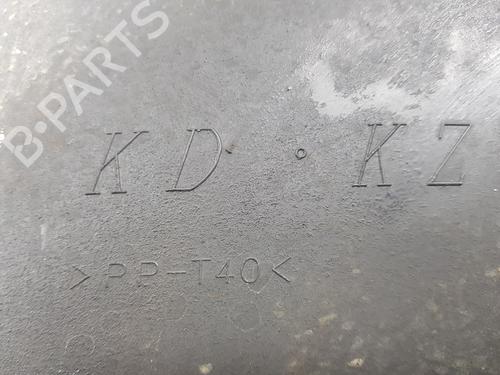 B-PARTS
KD · KZ
>PP-T40<